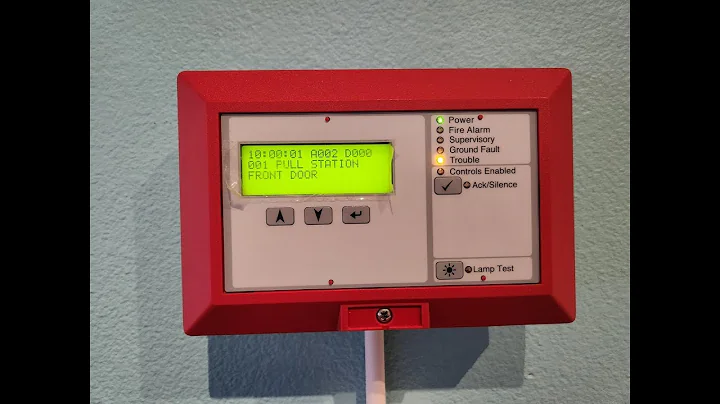 10:00:01 A002 D000
001 PULL STATION
FRONT DOOR
Power
Fire Alarm
Supervisory
Ground Fault
Trouble
Controls Enabled
Ack/Silence
Lamp Test